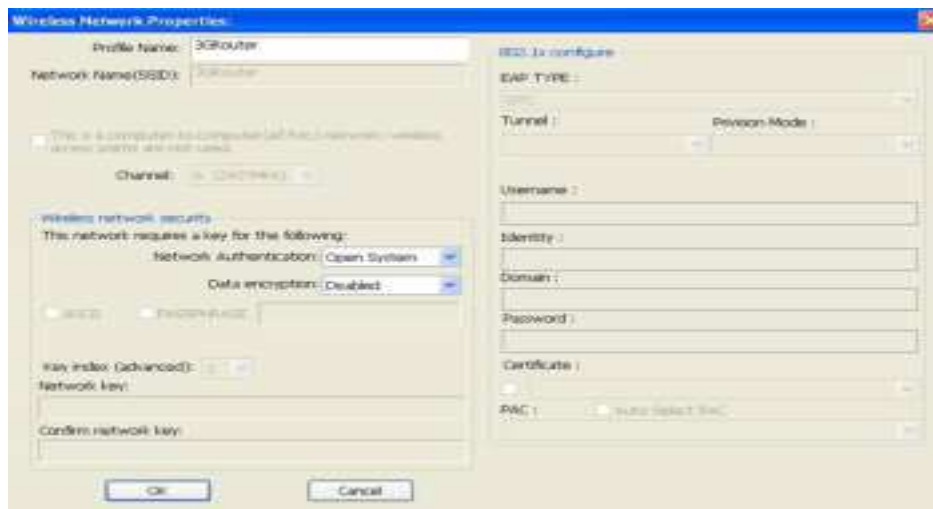 Wireless Network Properties:
Profile Name: 3GRouter
Network Name(SSID): 3GRouter
This is a computer-to-computer(ad hoc) network; wireless
access points are not used.
Channel:
Wireless network security
This network requires a key for the following:
Network Authentication: Open System
Data encryption: Disabled
ASCII PASSPHRASE
Key index (advanced):
Network key:
Confirm network key:
OK Cancel
802.1x configure
EAP TYPE :
Tunnel : Provision Mode :
Username :
Identity :
Domain :
Password :
Certificate :
PAC : Auto Select PAC